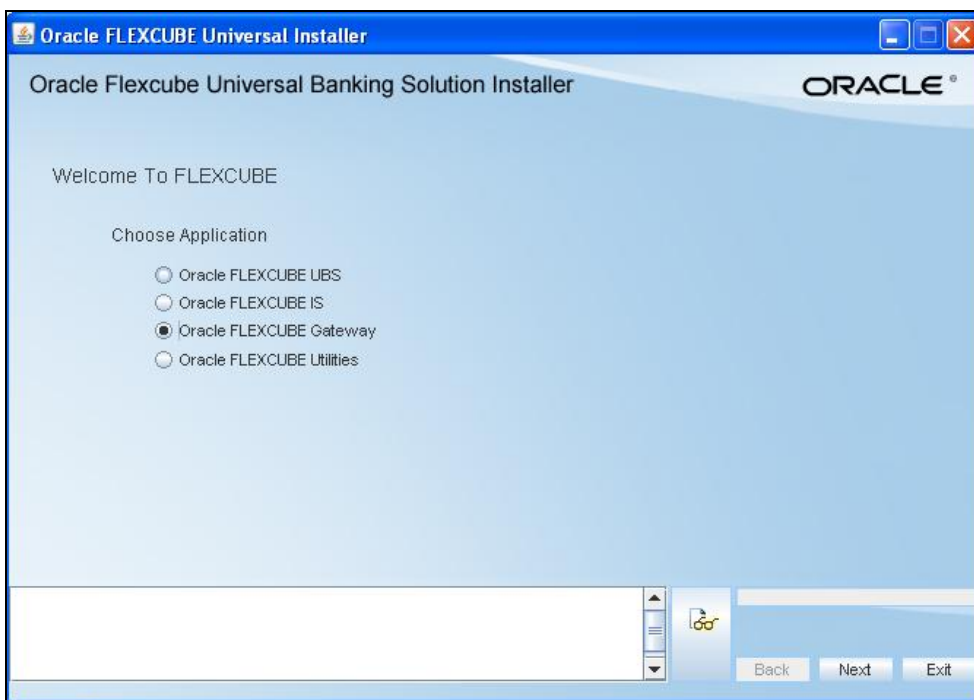 Oracle FLEXCUBE Universal Installer
Oracle Flexcube Universal Banking Solution Installer
ORACLE®
Welcome To FLEXCUBE
Choose Application
Oracle FLEXCUBE UBS
Oracle FLEXCUBE IS
Oracle FLEXCUBE Gateway
Oracle FLEXCUBE Utilities
Back Next Exit